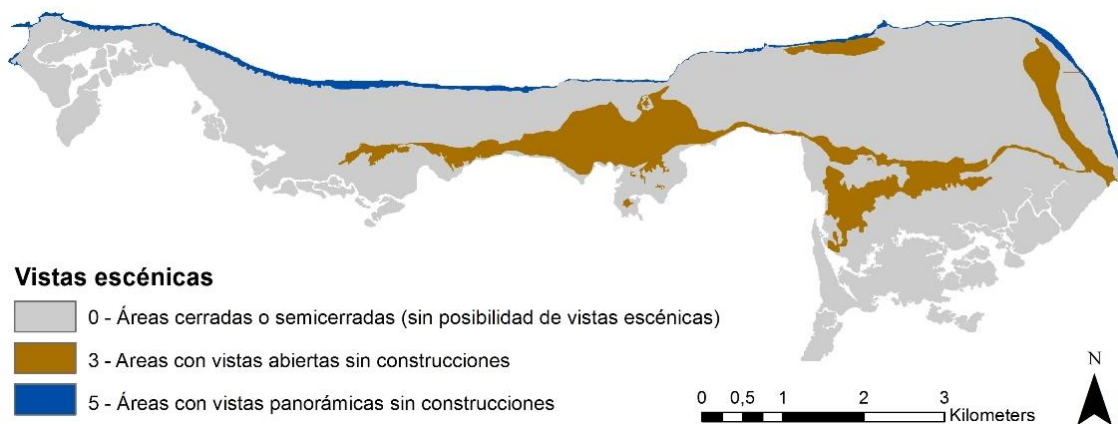 Vistas escénicas
0 - Áreas cerradas o semicerradas (sin posibilidad de vistas escénicas)
3 - Areas con vistas abiertas sin construcciones
5 - Áreas con vistas panorámicas sin construcciones
0 0,5 1 2 3
Kilometers
N